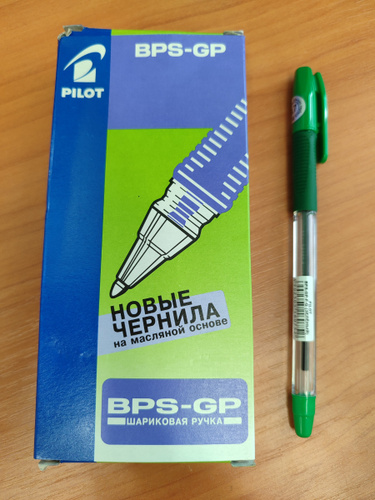 BPS-GP
PILOT
НОВЫЕ
ЧЕРНИЛА
на масляной основе
BPS-GP
ШАРИКОВАЯ РУЧКА